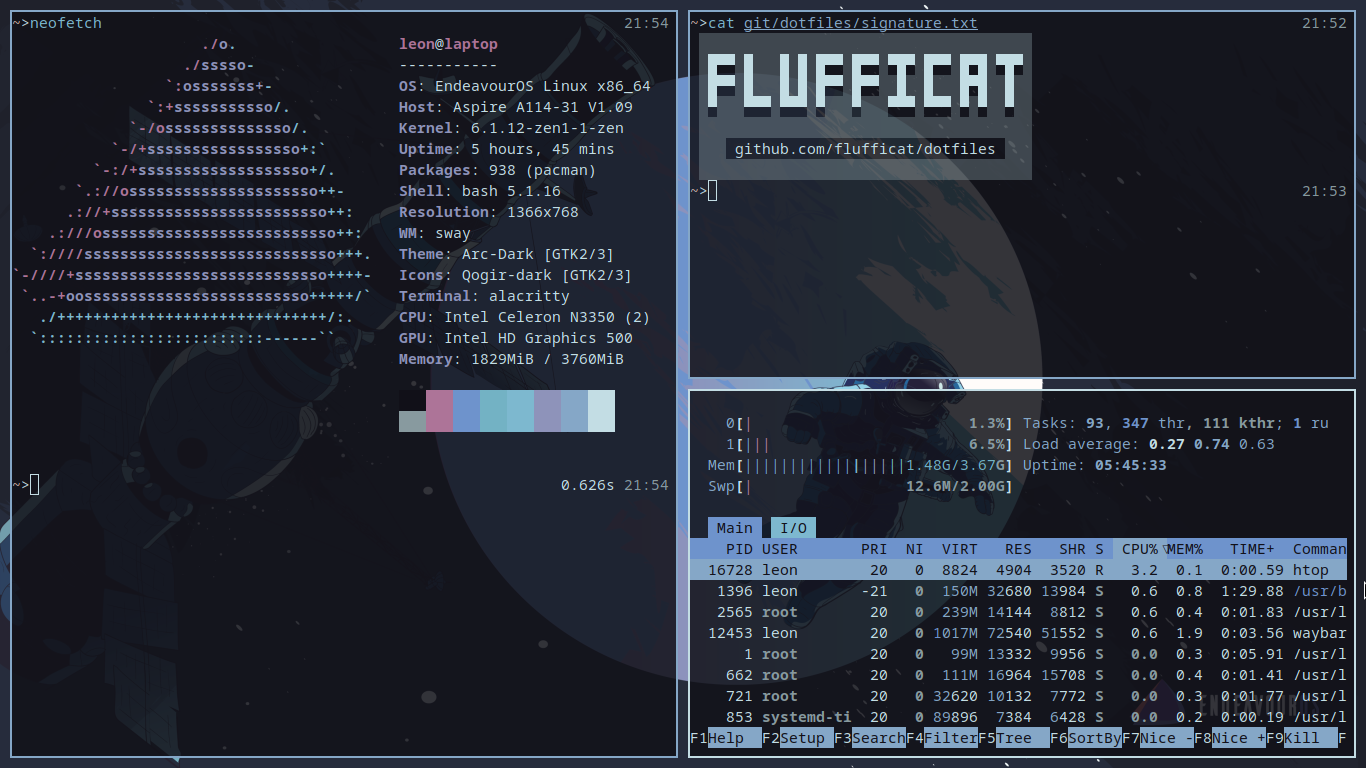 ~>neofetch 21:54
./o. leon@laptop
./sssso- -----------
`:osssssss+- OS: EndeavourOS Linux x86_64
`:+sssssssssso/. Host: Aspire A114-31 V1.09
`-/ossssssssssssso/. Kernel: 6.1.12-zen1-1-zen
`-/+sssssssssssssssso+:` Uptime: 5 hours, 45 mins
`-:/+sssssssssssssssssso+/. Packages: 938 (pacman)
`.://osssssssssssssssssssso++- Shell: bash 5.1.16
.://+ssssssssssssssssssssssso++: Resolution: 1366x768
.:///ossssssssssssssssssssssssso++: WM: sway
`:////ssssssssssssssssssssssssssso+++. Theme: Arc-Dark [GTK2/3]
`-////+ssssssssssssssssssssssssssso++++- Icons: Qogir-dark [GTK2/3]
`..-+oosssssssssssssssssssssssso+++++/` Terminal: alacritty
./++++++++++++++++++++++++++++++/:. CPU: Intel Celeron N3350 (2)
`:::::::::::::::::::::::::------`` GPU: Intel HD Graphics 500
Memory: 1829MiB / 3760MiB
~> 0.626s 21:54
~>cat git/dotfiles/signature.txt 21:52
FLUFFICAT
github.com/flufficat/dotfiles
~> 21:53
0[| 1.3%] Tasks: 93, 347 thr, 111 kthr; 1 ru
1[||| 6.5%] Load average: 0.27 0.74 0.63
Mem[||||||||||||||||||1.48G/3.67G] Uptime: 05:45:33
Swp[| 12.6M/2.00G]
Main I/O
PID USER PRI NI VIRT RES SHR S CPU%▽MEM% TIME+ Comman
16728 leon 20 0 8824 4904 3520 R 3.2 0.1 0:00.59 htop
1396 leon -21 0 150M 32680 13984 S 0.6 0.8 1:29.88 /usr/b
2565 root 20 0 239M 14144 8812 S 0.6 0.4 0:01.83 /usr/l
12453 leon 20 0 1017M 72540 51552 S 0.6 1.9 0:03.56 waybar
1 root 20 0 99M 13332 9956 S 0.0 0.3 0:05.91 /usr/l
662 root 20 0 111M 16964 15708 S 0.0 0.4 0:01.41 /usr/l
721 root 20 0 32620 10132 7772 S 0.0 0.3 0:01.77 /usr/l
853 systemd-ti 20 0 89896 7384 6428 S 0.0 0.2 0:00.19 /usr/l
F1Help F2Setup F3SearchF4FilterF5Tree F6SortByF7Nice -F8Nice +F9Kill F
ENDEAVOUROS